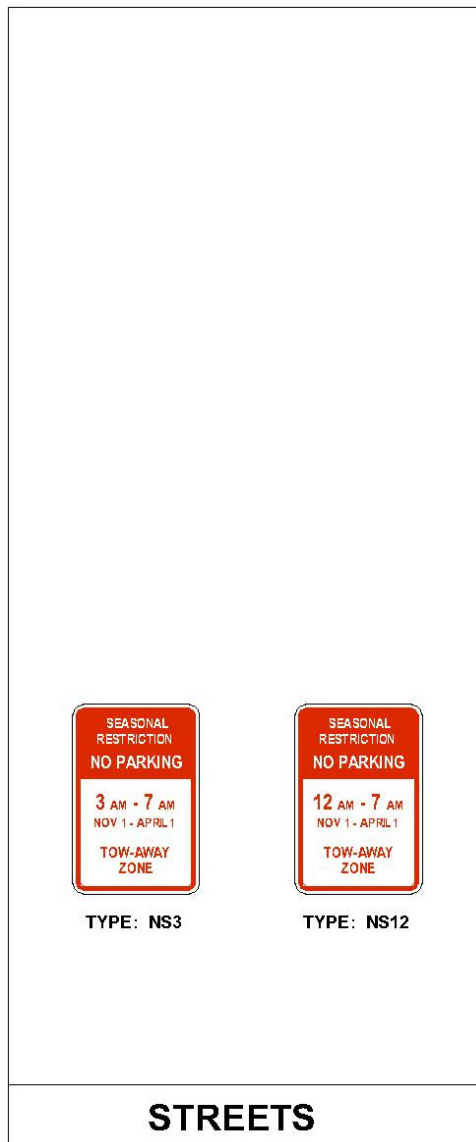 SEASONAL
RESTRICTION
NO PARKING
3 AM - 7 AM
NOV 1 - APRIL 1
TOW-AWAY
ZONE
TYPE: NS3
SEASONAL
RESTRICTION
NO PARKING
12 AM - 7 AM
NOV 1 - APRIL 1
TOW-AWAY
ZONE
TYPE: NS12
STREETS